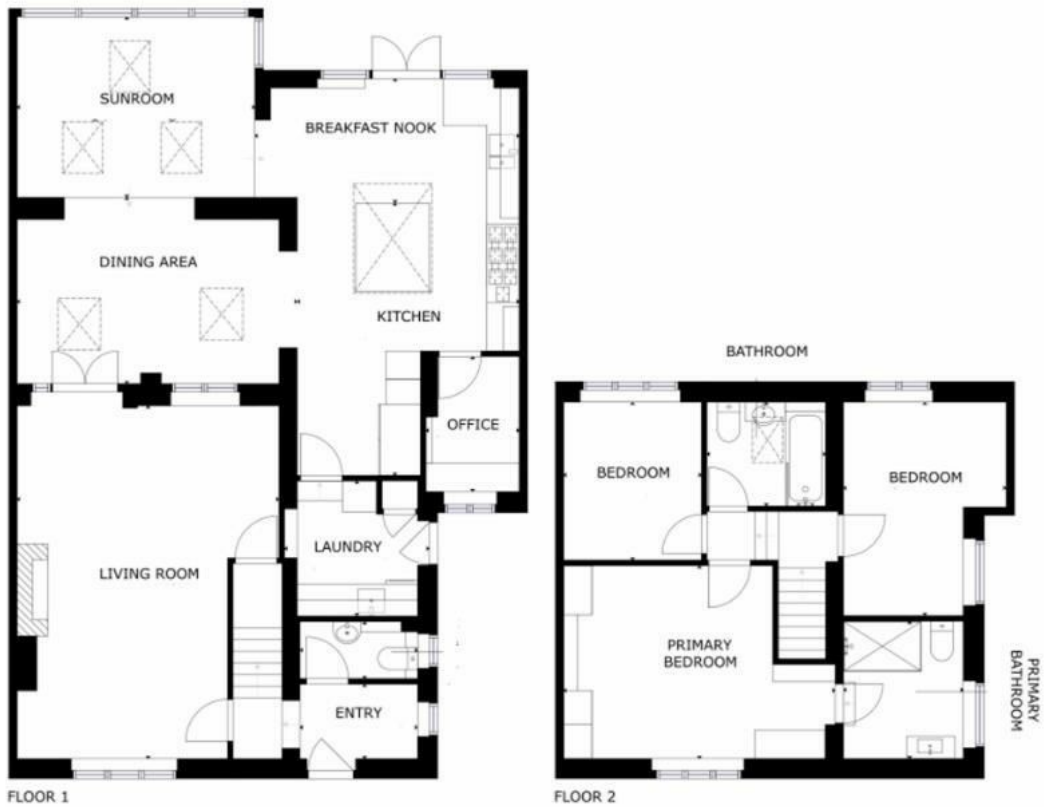 SUNROOM
BREAKFAST NOOK
DINING AREA
KITCHEN
OFFICE
LAUNDRY
LIVING ROOM
ENTRY
FLOOR 1
BATHROOM
BEDROOM
BEDROOM
PRIMARY
BEDROOM
PRIMARY
BATHROOM
FLOOR 2